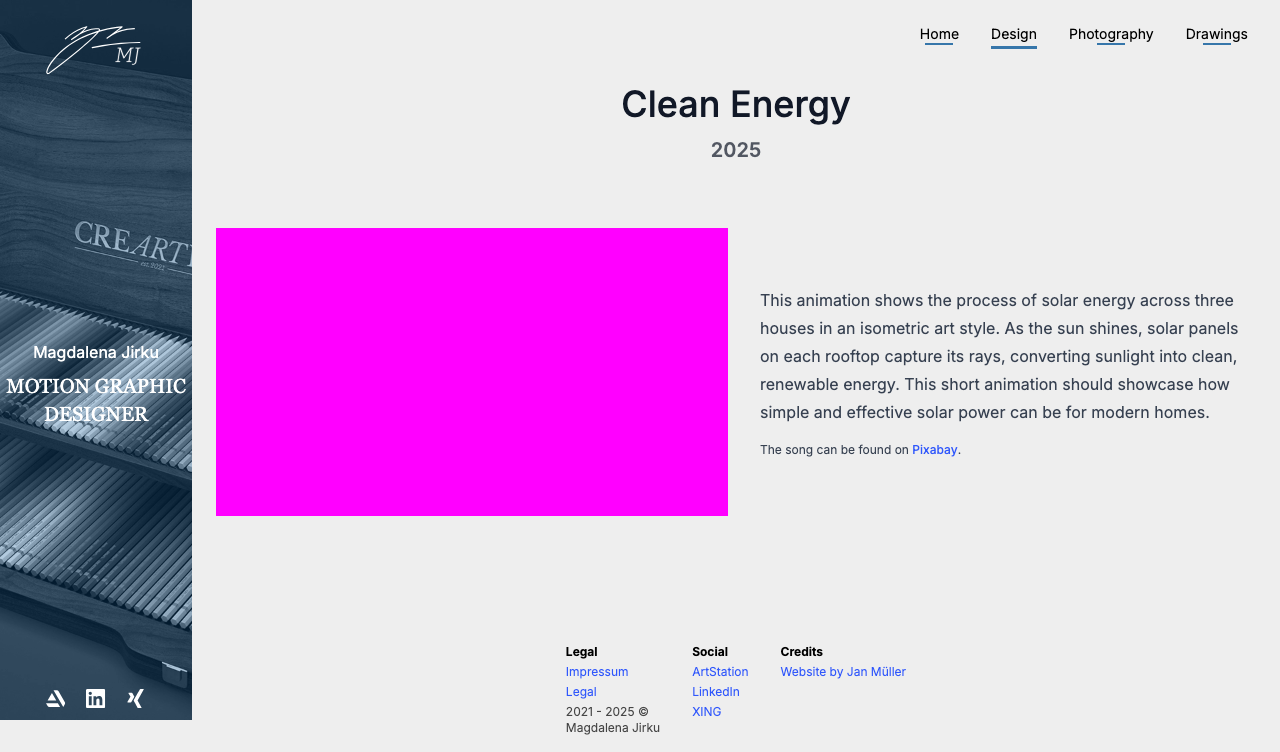 MJ
CREARTI
est. 2021
Magdalena Jirku
MOTION GRAPHIC
DESIGNER
Home
Design
Photography
Drawings
Clean Energy
2025
This animation shows the process of solar energy across three
houses in an isometric art style. As the sun shines, solar panels
on each rooftop capture its rays, converting sunlight into clean,
renewable energy. This short animation should showcase how
simple and effective solar power can be for modern homes.
The song can be found on Pixabay.
Legal
Impressum
Legal
2021 - 2025 ©
Magdalena Jirku
Social
ArtStation
LinkedIn
XING
Credits
Website by Jan Müller